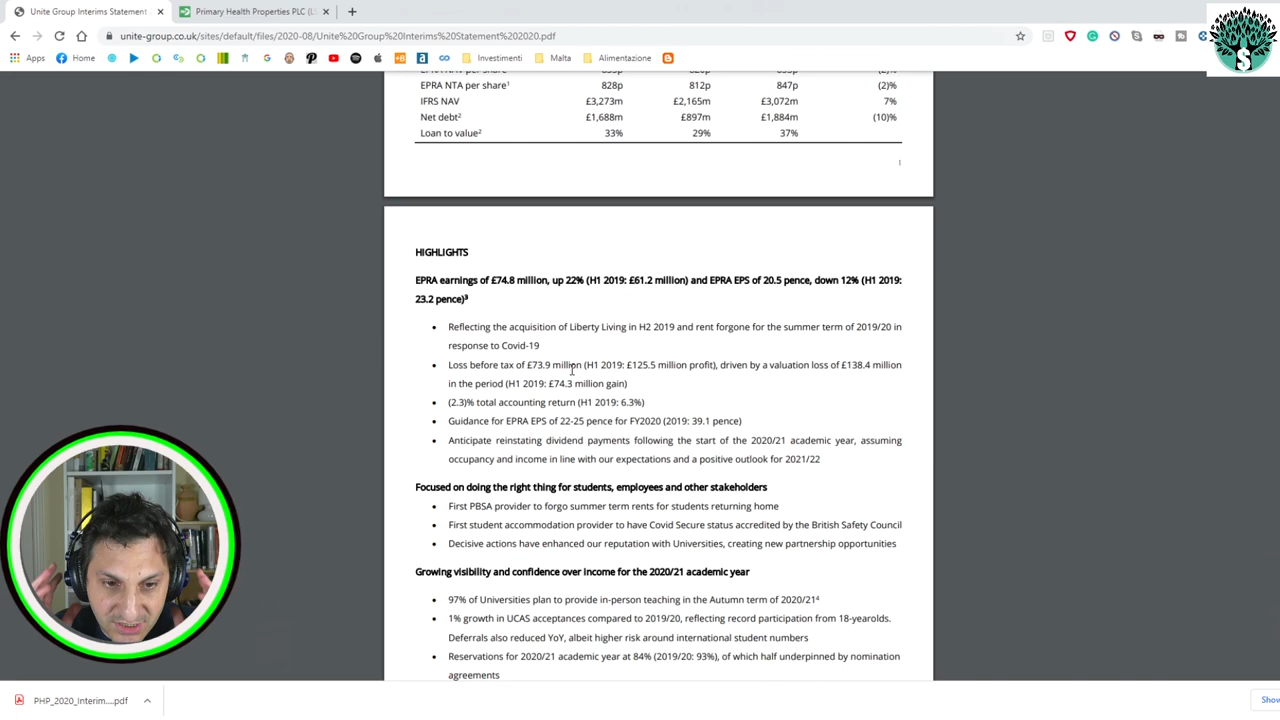 Unite Group Interims Statement
Primary Health Properties PLC (L
unite-group.co.uk/sites/default/files/2020-08/Unite%20Group%20Interims%20Statement%202020.pdf
Apps
Home
Investimenti
Malta
Alimentazione
EPRA NTA per share¹ 828p 812p 847p (2)%
IFRS NAV £3,273m £2,165m £3,072m 7%
Net debt² £1,688m £897m £1,884m (10)%
Loan to value² 33% 29% 37%
1
HIGHLIGHTS
EPRA earnings of £74.8 million, up 22% (H1 2019: £61.2 million) and EPRA EPS of 20.5 pence, down 12% (H1 2019:
23.2 pence)³
• Reflecting the acquisition of Liberty Living in H2 2019 and rent forgone for the summer term of 2019/20 in
response to Covid-19
• Loss before tax of £73.9 million (H1 2019: £125.5 million profit), driven by a valuation loss of £138.4 million
in the period (H1 2019: £74.3 million gain)
• (2.3)% total accounting return (H1 2019: 6.3%)
• Guidance for EPRA EPS of 22-25 pence for FY2020 (2019: 39.1 pence)
• Anticipate reinstating dividend payments following the start of the 2020/21 academic year, assuming
occupancy and income in line with our expectations and a positive outlook for 2021/22
Focused on doing the right thing for students, employees and other stakeholders
• First PBSA provider to forgo summer term rents for students returning home
• First student accommodation provider to have Covid Secure status accredited by the British Safety Council
• Decisive actions have enhanced our reputation with Universities, creating new partnership opportunities
Growing visibility and confidence over income for the 2020/21 academic year
• 97% of Universities plan to provide in-person teaching in the Autumn term of 2020/21⁴
• 1% growth in UCAS acceptances compared to 2019/20, reflecting record participation from 18-yearolds.
Deferrals also reduced YoY, albeit higher risk around international student numbers
• Reservations for 2020/21 academic year at 84% (2019/20: 93%), of which half underpinned by nomination
agreements
PHP_2020_Interim....pdf
Show